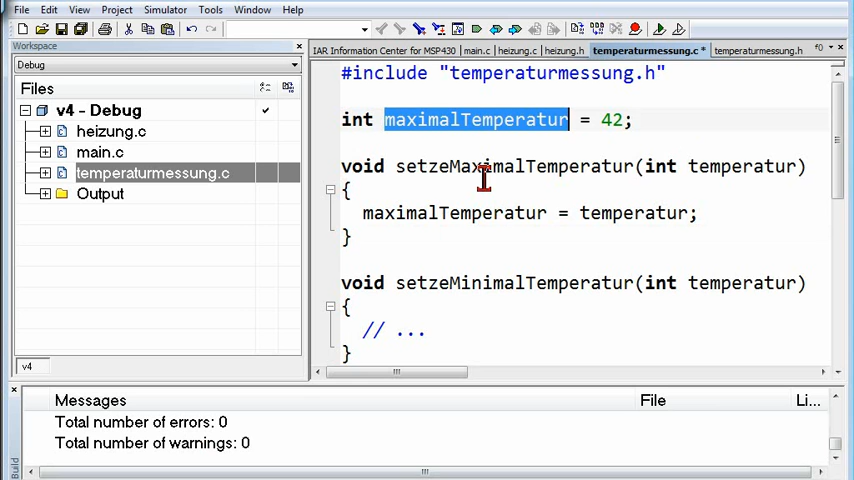 File Edit View Project Simulator Tools Window Help
Workspace
IAR Information Center for MSP430 main.c heizung.c heizung.h temperaturmessung.c * temperaturmessung.h f0
Debug
Files
v4 - Debug
heizung.c
main.c
temperaturmessung.c
Output
v4
#include "temperaturmessung.h"
int maximalTemperatur = 42;
void setzeMaximalTemperatur(int temperatur)
{
maximalTemperatur = temperatur;
}
void setzeMinimalTemperatur(int temperatur)
{
// ...
}
Messages File Li...
Total number of errors: 0
Total number of warnings: 0
Build